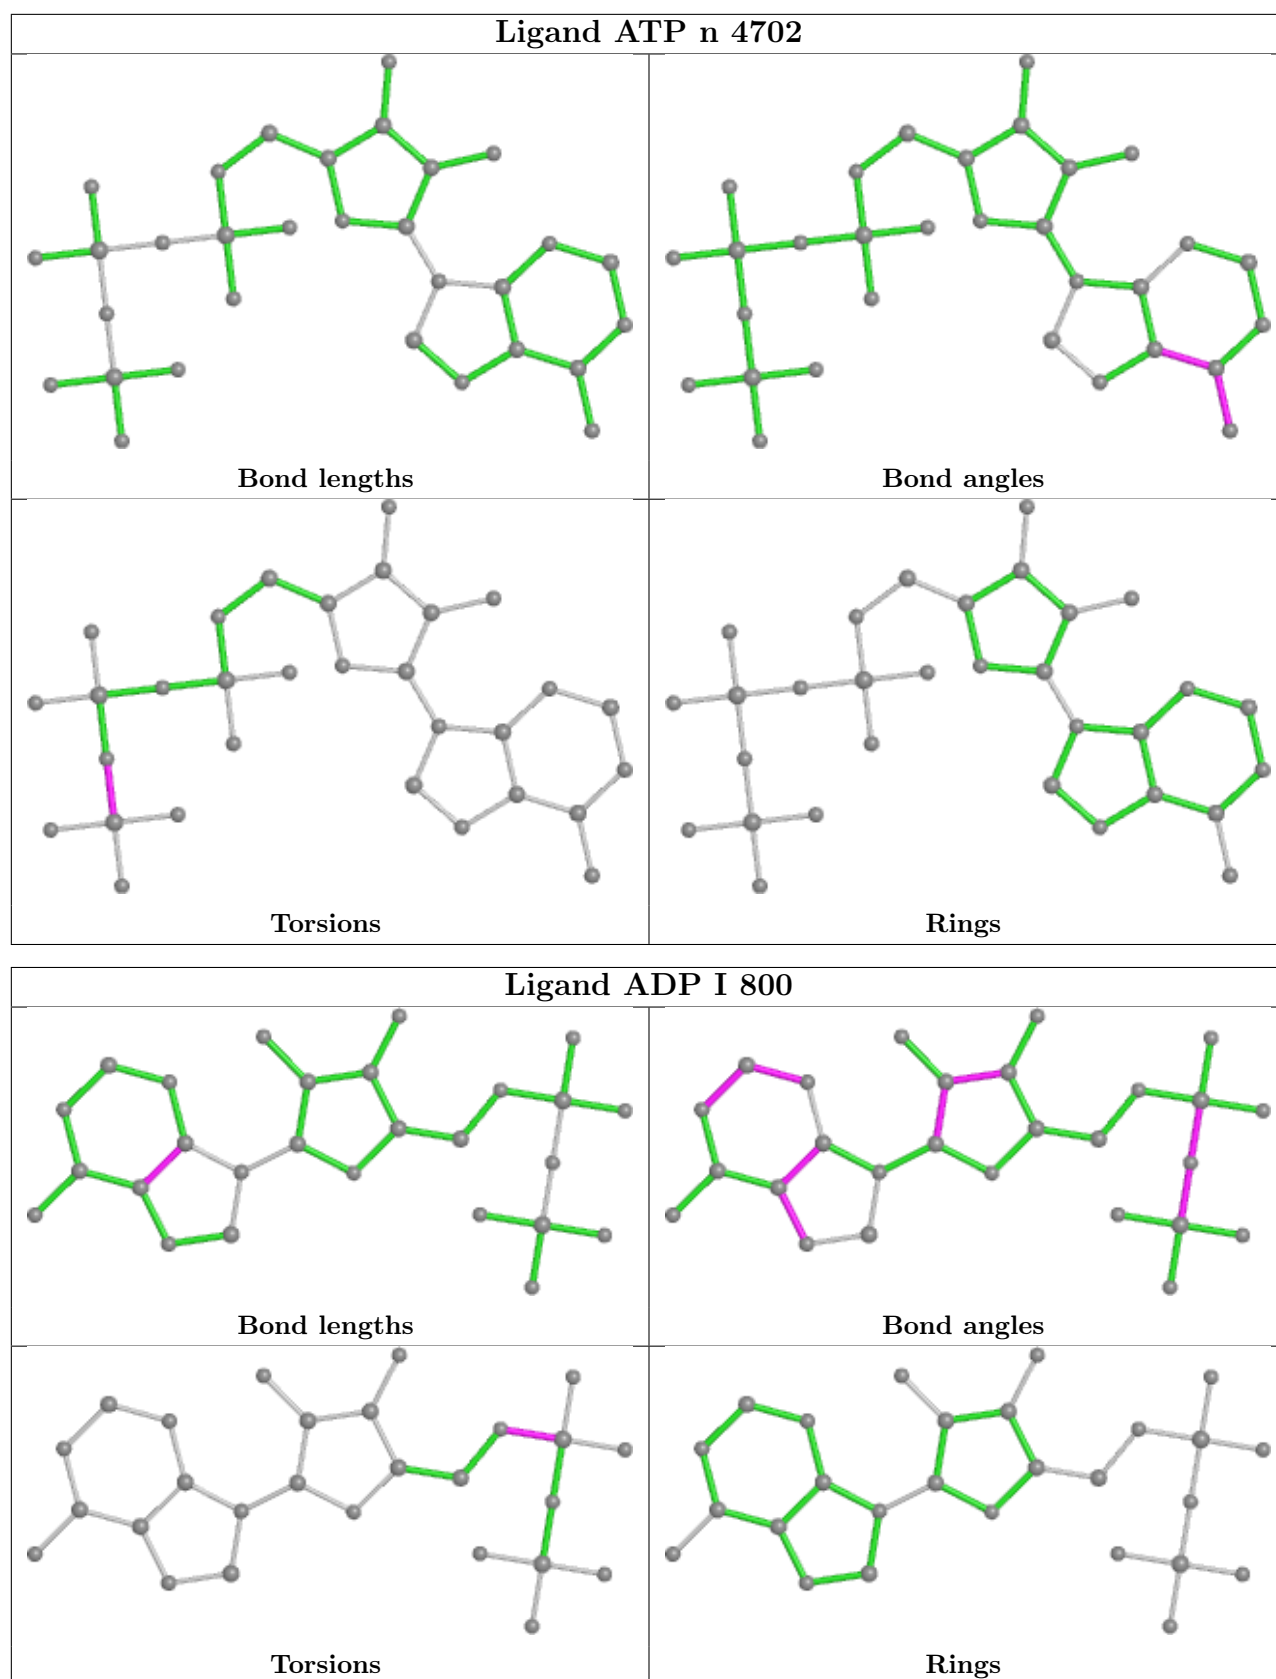 Ligand ATP n 4702
Bond lengths
Bond angles
Torsions
Rings
Ligand ADP I 800
Bond lengths
Bond angles
Torsions
Rings